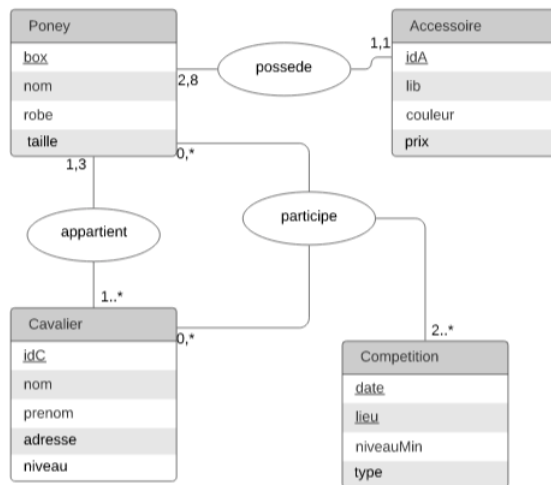 Poney
box
nom
robe
taille
2,8
possede
1,1
Accessoire
idA
lib
couleur
prix
1,3
0,*
appartient
participe
1..*
Cavalier
idC
nom
prenom
adresse
niveau
0,*
2..*
Competition
date
lieu
niveauMin
type